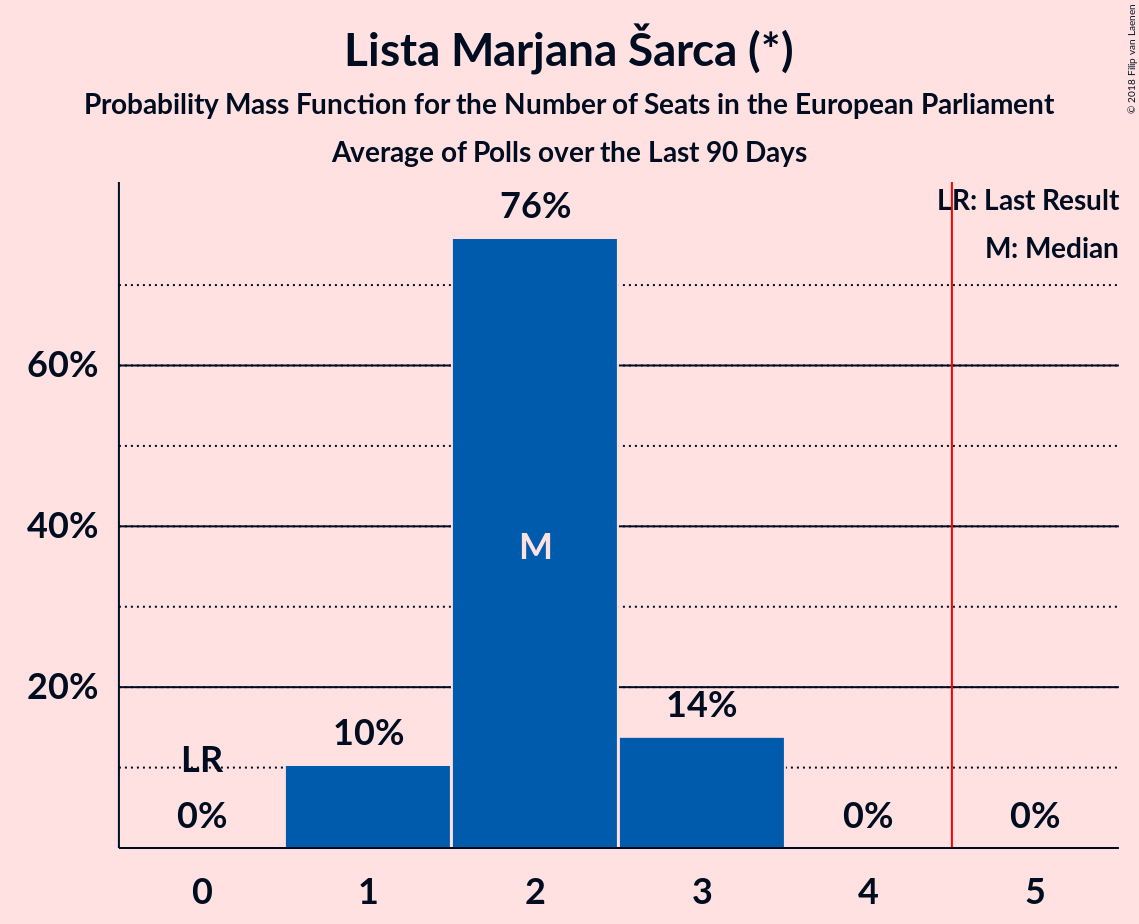 Lista Marjana Šarca (*)
Probability Mass Function for the Number of Seats in the European Parliament
Average of Polls over the Last 90 Days
© 2018 Filip van Laenen
LR: Last Result
M: Median
76%
60%
40%
M
20%
14%
10%
LR
0%
0%
0%
0 1 2 3 4 5